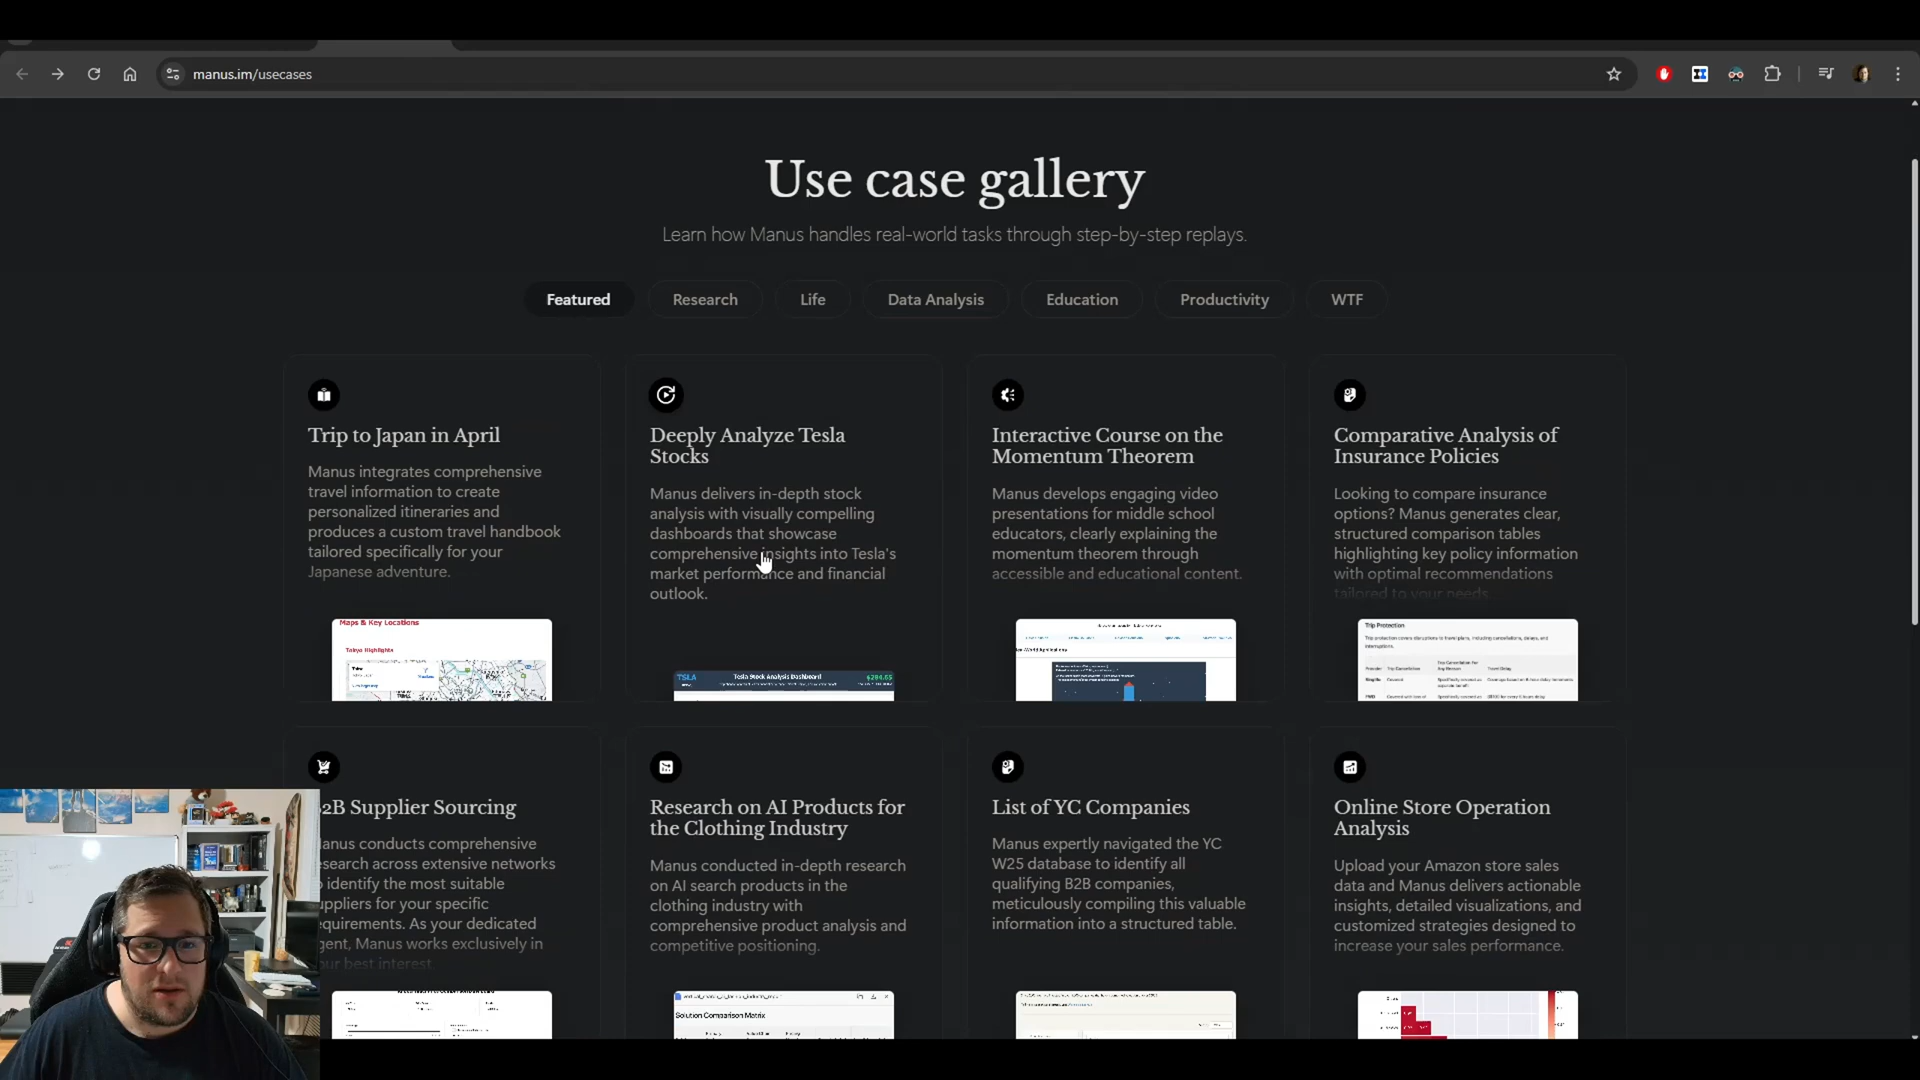 manus.im/usecases
Use case gallery
Learn how Manus handles real-world tasks through step-by-step replays.
Featured
Research
Life
Data Analysis
Education
Productivity
WTF
Trip to Japan in April
Manus integrates comprehensive
travel information to create
personalized itineraries and
produces a custom travel handbook
tailored specifically for your
Japanese adventure.
Maps & Key Locations
Tokyo Highlights
Deeply Analyze Tesla
Stocks
Manus delivers in-depth stock
analysis with visually compelling
dashboards that showcase
comprehensive insights into Tesla's
market performance and financial
outlook.
TSLA
Tesla Stock Analysis Dashboard
Interactive Course on the
Momentum Theorem
Manus develops engaging video
presentations for middle school
educators, clearly explaining the
momentum theorem through
accessible and educational content.
Comparative Analysis of
Insurance Policies
Looking to compare insurance
options? Manus generates clear,
structured comparison tables
highlighting key policy information
with optimal recommendations
tailored to your needs.
Trip Protection
2B Supplier Sourcing
anus conducts comprehensive
search across extensive networks
identify the most suitable
ppliers for your specific
quirements. As your dedicated
gent, Manus works exclusively in
ur best interest
Research on AI Products for
the Clothing Industry
Manus conducted in-depth research
on AI search products in the
clothing industry with
comprehensive product analysis and
competitive positioning.
Solution Comparison Matrix
List of YC Companies
Manus expertly navigated the YC
W25 database to identify all
qualifying B2B companies,
meticulously compiling this valuable
information into a structured table.
Online Store Operation
Analysis
Upload your Amazon store sales
data and Manus delivers actionable
insights, detailed visualizations, and
customized strategies designed to
increase your sales performance.